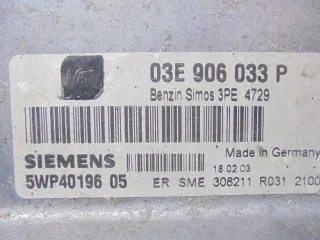 03E 906 033 P
Benzin Simos 3PE 4729
SIEMENS
Made in Germany
18.02.03
5WP40196 05
ER SME 308211 R031 2100